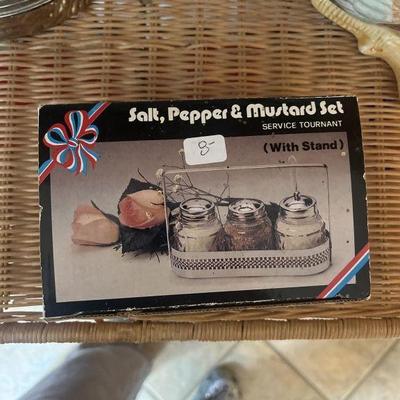 Salt, Pepper & Mustard Set
SERVICE TOURNANT
(With Stand)
8-